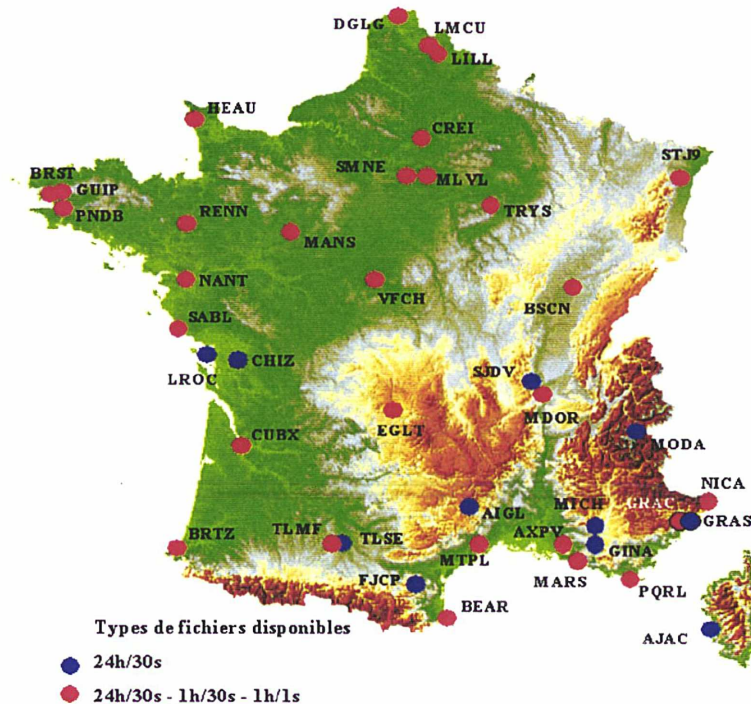 DGLG
LMCU
LILL
HEAU
CREI
SMNE
MLVL
STJ9
BRST
GUIP
PNDB
RENN
MANS
TRYS
NANT
VFCH
BSCN
SABL
LROC
CHIZ
SJDV
MDOR
EGLT
CUBX
MODA
NICA
GRAC
GRAS
AIGL
MICH
BRTZ
TLMF
TLSE
MTPL
AXPV
GINA
FJCP
MARS
PQRL
BEAR
AJAC
Types de fichiers disponibles
24h/30s
24h/30s - 1h/30s - 1h/1s